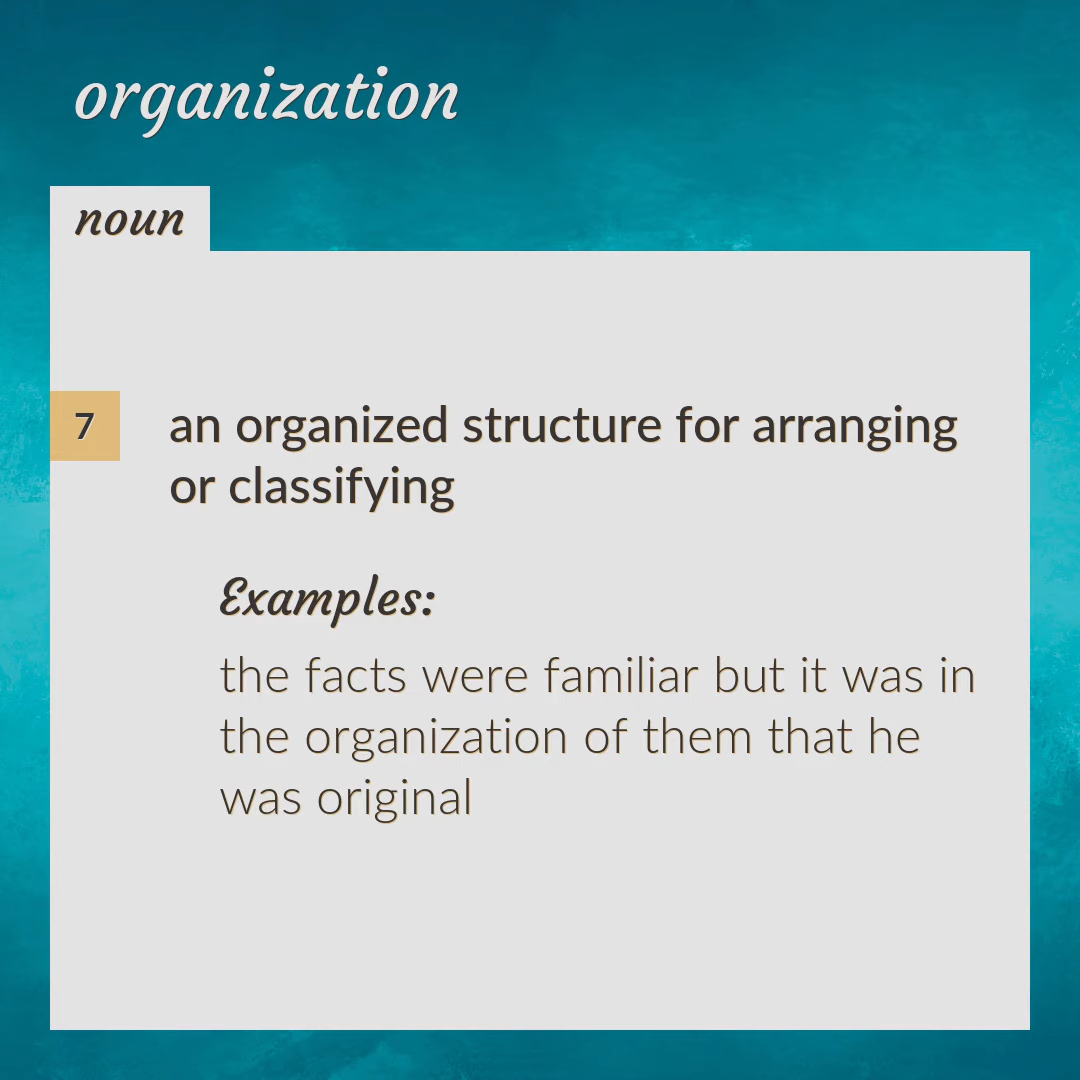 organization
noun
7
an organized structure for arranging
or classifying
Examples:
the facts were familiar but it was in
the organization of them that he
was original